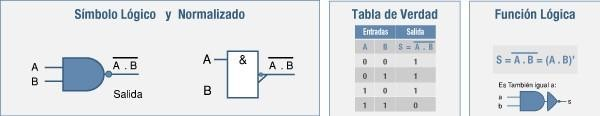 Símbolo Lógico y Normalizado
A
B
A . B
Salida
A
B
&
A . B
Tabla de Verdad
Entradas Salida
A B S = A . B
0 0 1
0 1 1
1 0 1
1 1 0
Función Lógica
S = A . B = (A . B)'
Es También igual a:
a
b
s